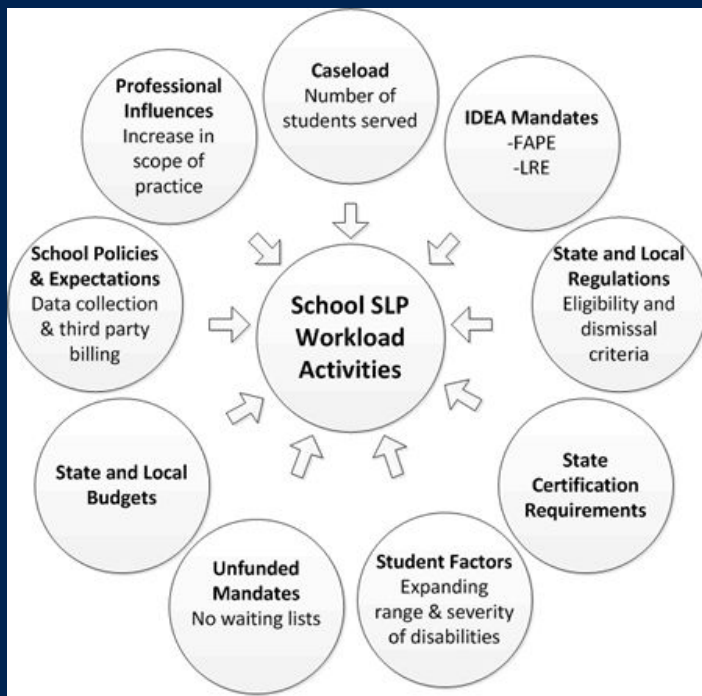 Caseload
Number of
students served
IDEA Mandates
-FAPE
-LRE
State and Local
Regulations
Eligibility and
dismissal
criteria
State
Certification
Requirements
Student Factors
Expanding
range & severity
of disabilities
Unfunded
Mandates
No waiting lists
State and Local
Budgets
School Policies
& Expectations
Data collection
& third party
billing
Professional
Influences
Increase in
scope of
practice
School SLP
Workload
Activities